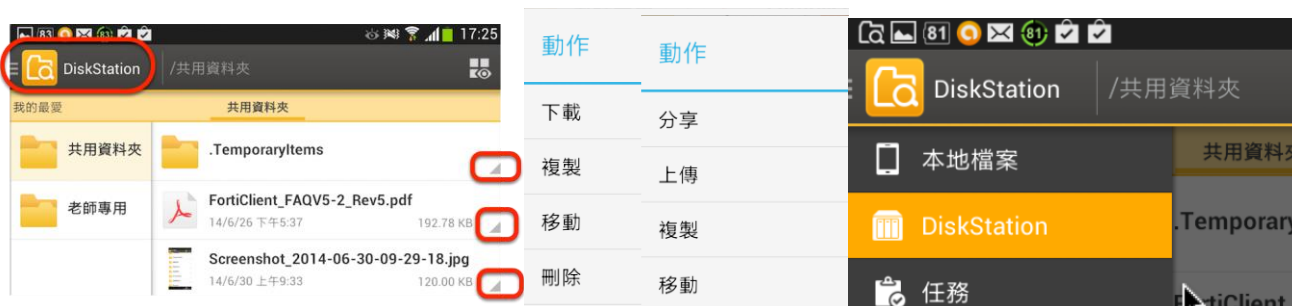 83
83
17:25
DiskStation
/共用資料夾
我的最愛
共用資料夾
共用資料夾
.TemporaryItems
老師專用
FortiClient_FAQV5-2_Rev5.pdf
14/6/26 下午5:37
192.78 KB
Screenshot_2014-06-30-09-29-18.jpg
14/6/30 上午9:33
120.00 KB
動作
下載
複製
移動
刪除
動作
分享
上傳
複製
移動
81
81
DiskStation
/共用資料夾
本地檔案
共用資料
DiskStation
.Temporary
任務
FortiClient